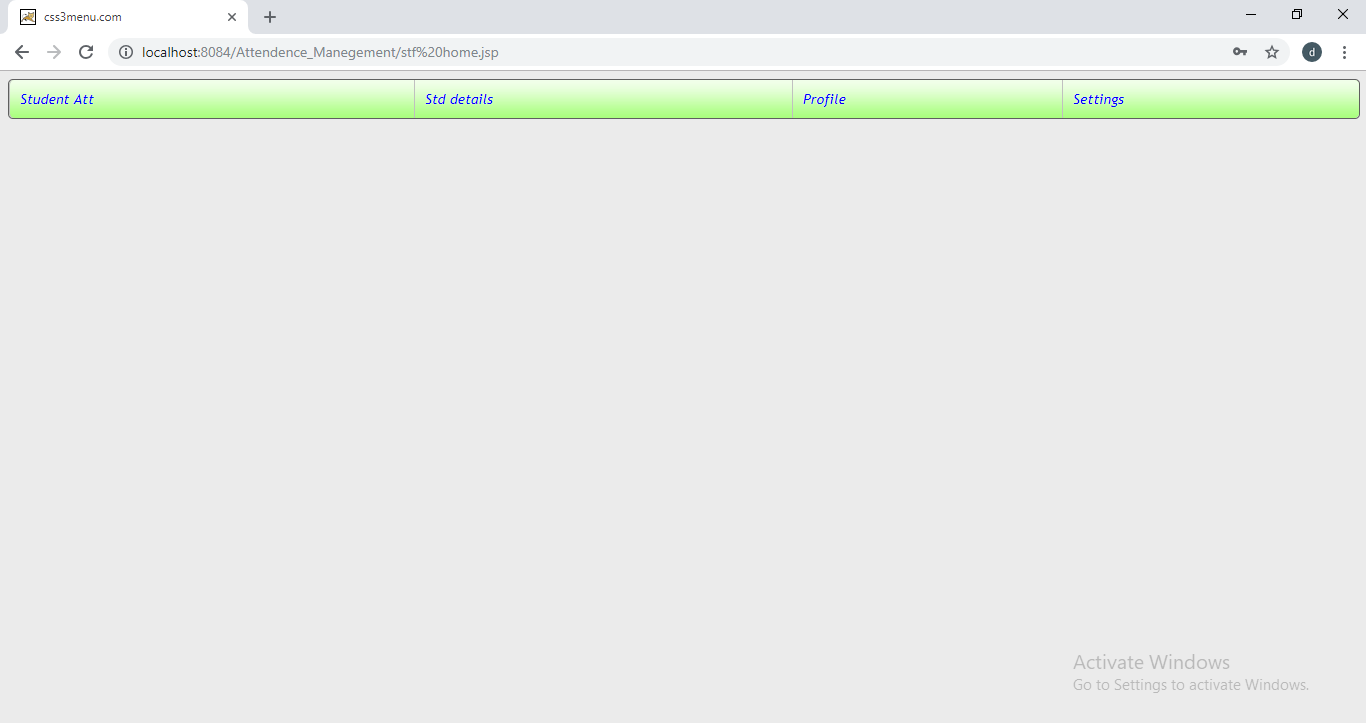 css3menu.com
localhost:8084/Attendence_Manegement/stf%20home.jsp
d
Student Att
Std details
Profile
Settings
Activate Windows
Go to Settings to activate Windows.